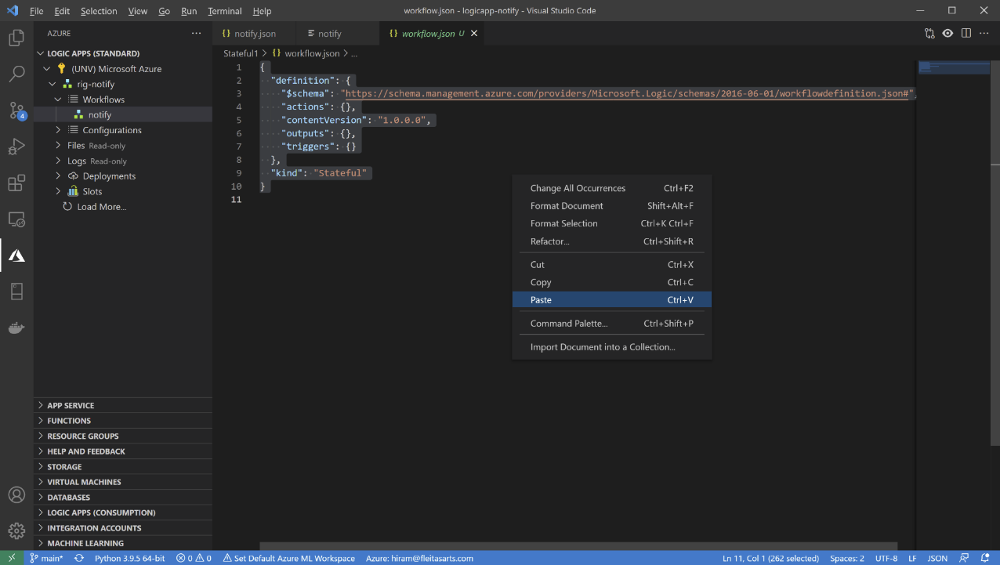 File Edit Selection View Go Run Terminal Help
workflow.json - logicapp-notify - Visual Studio Code
AZURE
LOGIC APPS (STANDARD)
(UNV) Microsoft Azure
rig-notify
Workflows
notify
Configurations
Files Read-only
Logs Read-only
Deployments
Slots
Load More...
4
APP SERVICE
FUNCTIONS
RESOURCE GROUPS
HELP AND FEEDBACK
STORAGE
VIRTUAL MACHINES
DATABASES
LOGIC APPS (CONSUMPTION)
INTEGRATION ACCOUNTS
MACHINE LEARNING
{} notify.json
notify
{} workflow.json U
Stateful1 > {} workflow.json > ...
1 {
2 "definition": {
3 "$schema": "https://schema.management.azure.com/providers/Microsoft.Logic/schemas/2016-06-01/workflowdefinition.json#",
4 "actions": {},
5 "contentVersion": "1.0.0.0",
6 "outputs": {},
7 "triggers": {}
8 },
9 "kind": "Stateful"
10 }
11
Change All Occurrences Ctrl+F2
Format Document Shift+Alt+F
Format Selection Ctrl+K Ctrl+F
Refactor... Ctrl+Shift+R
Cut Ctrl+X
Copy Ctrl+C
Paste Ctrl+V
Command Palette... Ctrl+Shift+P
Import Document into a Collection...
main* Python 3.9.5 64-bit 0 0 Set Default Azure ML Workspace Azure: hiram@fleitasarts.com Ln 11, Col 1 (262 selected) Spaces: 2 UTF-8 LF JSON